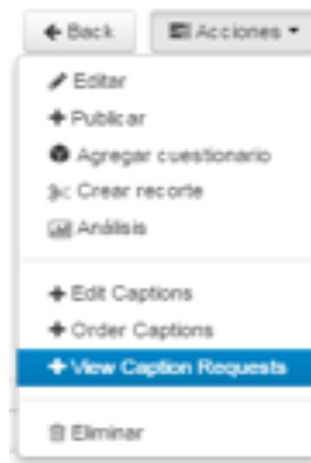 Back Acciones
Editar
Publicar
Agregar cuestionario
Crear recorte
Análisis
Edit Captions
Order Captions
View Caption Requests
Eliminar